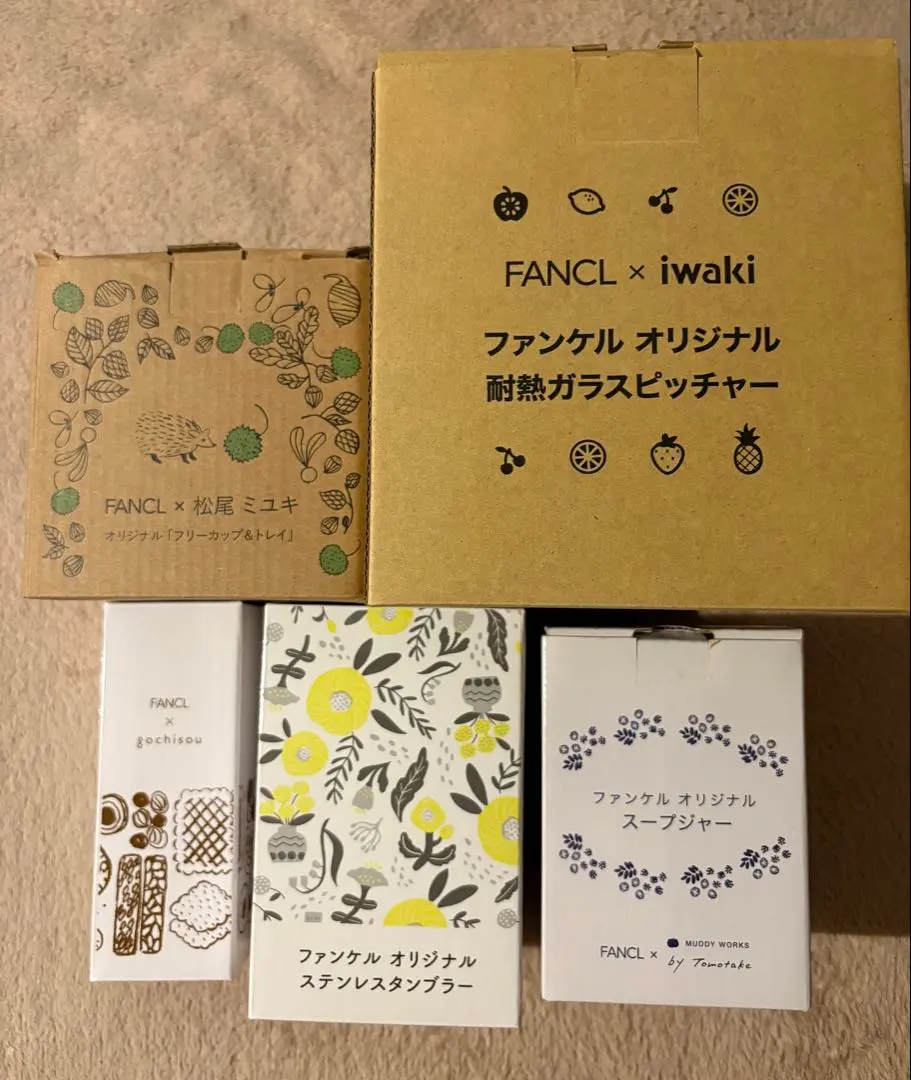 FANCL × iwaki
ファンケル オリジナル
耐熱ガラスピッチャー
FANCL × 松尾 ミユキ
オリジナル「フリーカップ&トレイ」
FANCL
×
gochisou
ファンケル オリジナル
ステンレスタンブラー
ファンケル オリジナル
スープジャー
FANCL × MUDDY WORKS
by Tomotake